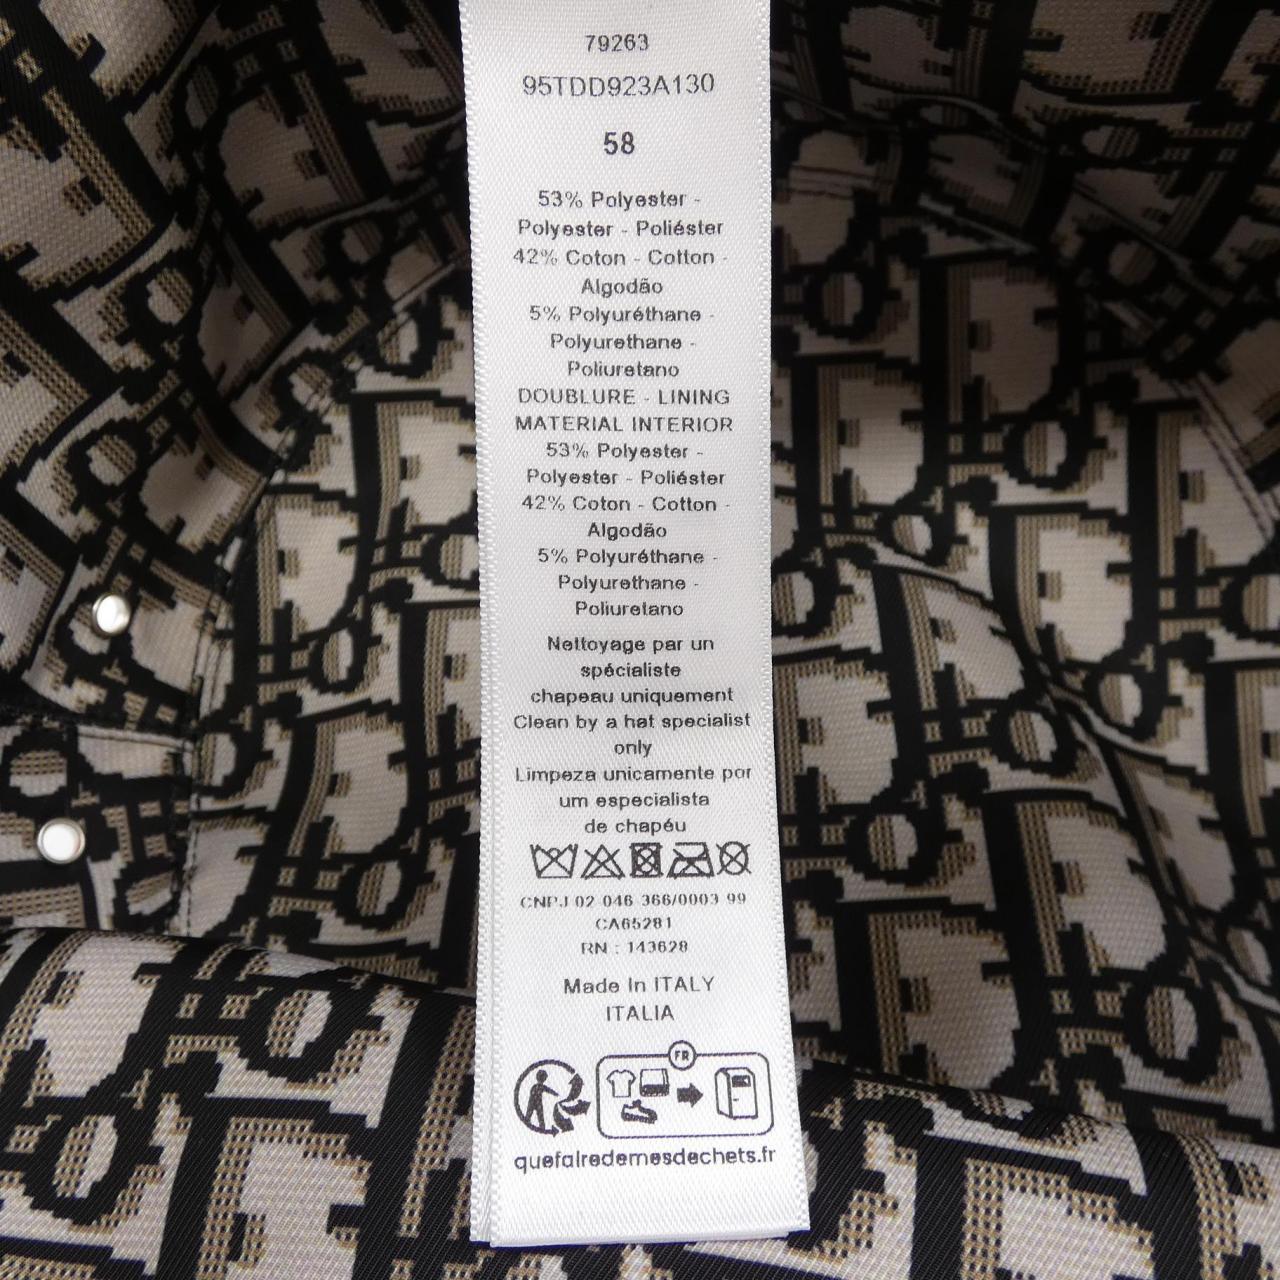 79263
95TDD923A130
58
53% Polyester -
Polyester - Poliéster
42% Coton - Cotton -
Algodão
5% Polyuréthane -
Polyurethane -
Poliuretano
DOUBLURE - LINING
MATERIAL INTERIOR
53% Polyester -
Polyester - Poliéster
42% Coton - Cotton -
Algodão
5% Polyuréthane -
Polyurethane -
Poliuretano
Nettoyage par un
spécialiste
chapeau uniquement
Clean by a hat specialist
only
Limpeza unicamente por
um especialista
de chapéu
CNPJ 02 046 366/0003 99
CA65281
RN : 143628
Made In ITALY
ITALIA
FR
quefairedemesdechets.fr